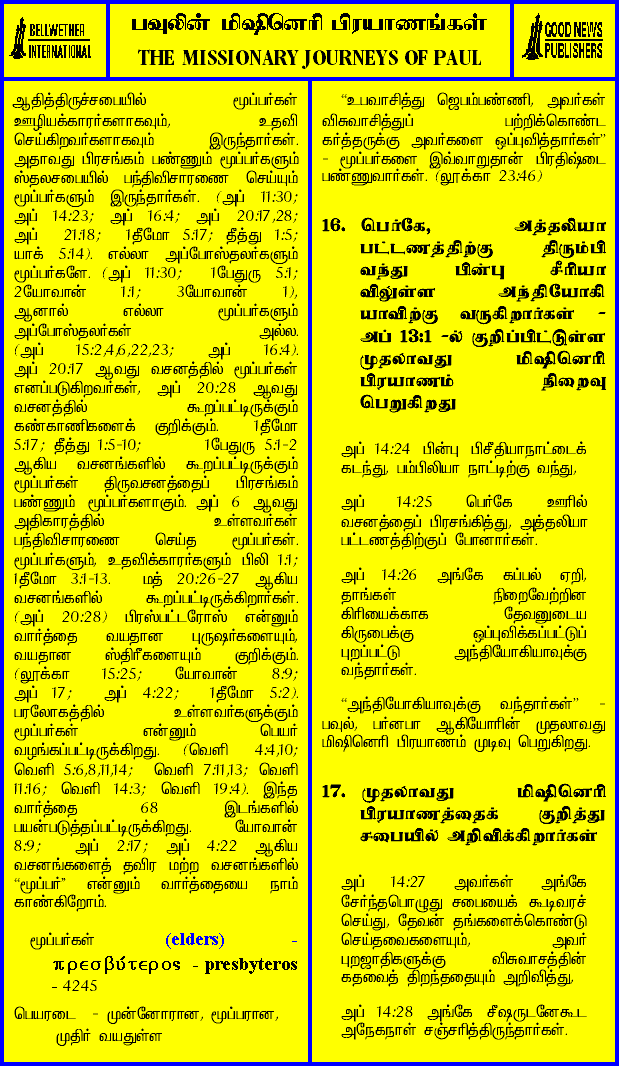 BELLWETHER
INTERNATIONAL
பவுலின் மிஷினெரி பிரயாணங்கள்
THE MISSIONARY JOURNEYS OF PAUL
GOOD NEWS
PUBLISHERS
ஆதித்திருச்சபையில் மூப்பர்கள்
ஊழியக்காரர்களாகவும், உதவி
செய்கிறவர்களாகவும் இருந்தார்கள்.
அதாவது பிரசங்கம் பண்ணும் மூப்பர்களும்
ஸ்தலசபையில் பந்திவிசாரணை செய்யும்
மூப்பர்களும் இருந்தார்கள். (அப் 11:30;
அப் 14:23; அப் 16:4; அப் 20:17,28;
அப் 21:18; 1தீமோ 5:17; தீத்து 1:5;
யாக் 5:14). எல்லா அப்போஸ்தலர்களும்
மூப்பர்களே. (அப் 11:30; 1பேதுரு 5:1;
2யோவான் 1:1; 3யோவான் 1),
ஆனால் எல்லா மூப்பர்களும்
அப்போஸ்தலர்கள் அல்ல.
(அப் 15:2,4,6,22,23; அப் 16:4).
அப் 20:17 ஆவது வசனத்தில் மூப்பர்கள்
எனப்படுகிறவர்கள், அப் 20:28 ஆவது
வசனத்தில் கூறப்பட்டிருக்கும்
கண்காணிகளைக் குறிக்கும். 1தீமோ
5:17; தீத்து 1:5-10; 1பேதுரு 5:1-2
ஆகிய வசனங்களில் கூறப்பட்டிருக்கும்
மூப்பர்கள் திருவசனத்தைப் பிரசங்கம்
பண்ணும் மூப்பர்களாகும். அப் 6 ஆவது
அதிகாரத்தில் உள்ளவர்கள்
பந்திவிசாரணை செய்த மூப்பர்கள்.
மூப்பர்களும், உதவிக்காரர்களும் பிலி 1:1;
1தீமோ 3:1-13. மத் 20:26-27 ஆகிய
வசனங்களில் கூறப்பட்டிருக்கிறார்கள்.
(அப் 20:28) பிரஸ்பட்டரோஸ் என்னும்
வார்த்தை வயதான புருஷர்களையும்,
வயதான ஸ்திரீகளையும் குறிக்கும்.
(லூக்கா 15:25; யோவான் 8:9;
அப் 17; அப் 4:22; 1தீமோ 5:2).
பரலோகத்தில் உள்ளவர்களுக்கும்
மூப்பர்கள் என்னும் பெயர்
வழங்கப்பட்டிருக்கிறது. (வெளி 4:4,10;
வெளி 5:6,8,11,14; வெளி 7:11,13; வெளி
11:16; வெளி 14:3; வெளி 19:4). இந்த
வார்த்தை 68 இடங்களில்
பயன்படுத்தப்பட்டிருக்கிறது. யோவான்
8:9; அப் 2:17; அப் 4:22 ஆகிய
வசனங்களைத் தவிர மற்ற வசனங்களில்
“மூப்பர்” என்னும் வார்த்தையை நாம்
காண்கிறோம்.
மூப்பர்கள் (elders) -
πρεσβύτερος - presbyteros
- 4245
பெயரடை - முன்னோரான, மூப்பரான,
முதிர் வயதுள்ள
“உபவாசித்து ஜெபம்பண்ணி, அவர்கள்
விசுவாசித்துப் பற்றிக்கொண்ட
கர்த்தருக்கு அவர்களை ஒப்புவித்தார்கள்”
- மூப்பர்களை இவ்வாறுதான் பிரதிஷ்டை
பண்ணுவார்கள். (லூக்கா 23:46)
16. பெர்கே, அத்தலியா
பட்டணத்திற்கு திரும்பி
வந்து பின்பு சீரியா
விலுள்ள அந்தியோகி
யாவிற்கு வருகிறார்கள் -
அப் 13:1 -ல் குறிப்பிட்டுள்ள
முதலாவது மிஷினெரி
பிரயாணம் நிறைவு
பெறுகிறது
அப் 14:24 பின்பு பிசீதியாநாட்டைக்
கடந்து, பம்பிலியா நாட்டிற்கு வந்து,
அப் 14:25 பெர்கே ஊரில்
வசனத்தைப் பிரசங்கித்து, அத்தலியா
பட்டணத்திற்குப் போனார்கள்.
அப் 14:26 அங்கே கப்பல் ஏறி,
தாங்கள் நிறைவேற்றின
கிரியைக்காக தேவனுடைய
கிருபைக்கு ஒப்புவிக்கப்பட்டுப்
புறப்பட்டு அந்தியோகியாவுக்கு
வந்தார்கள்.
“அந்தியோகியாவுக்கு வந்தார்கள்” -
பவுல், பர்னபா ஆகியோரின் முதலாவது
மிஷினெரி பிரயாணம் முடிவு பெறுகிறது.
17. முதலாவது மிஷினெரி
பிரயாணத்தைக் குறித்து
சபையில் அறிவிக்கிறார்கள்
அப் 14:27 அவர்கள் அங்கே
சேர்ந்தபொழுது சபையைக் கூடிவரச்
செய்து, தேவன் தங்களைக்கொண்டு
செய்தவைகளையும், அவர்
புறஜாதிகளுக்கு விசுவாசத்தின்
கதவைத் திறந்ததையும் அறிவித்து,
அப் 14:28 அங்கே சீஷருடனேகூட
அநேகநாள் சஞ்சரித்திருந்தார்கள்.